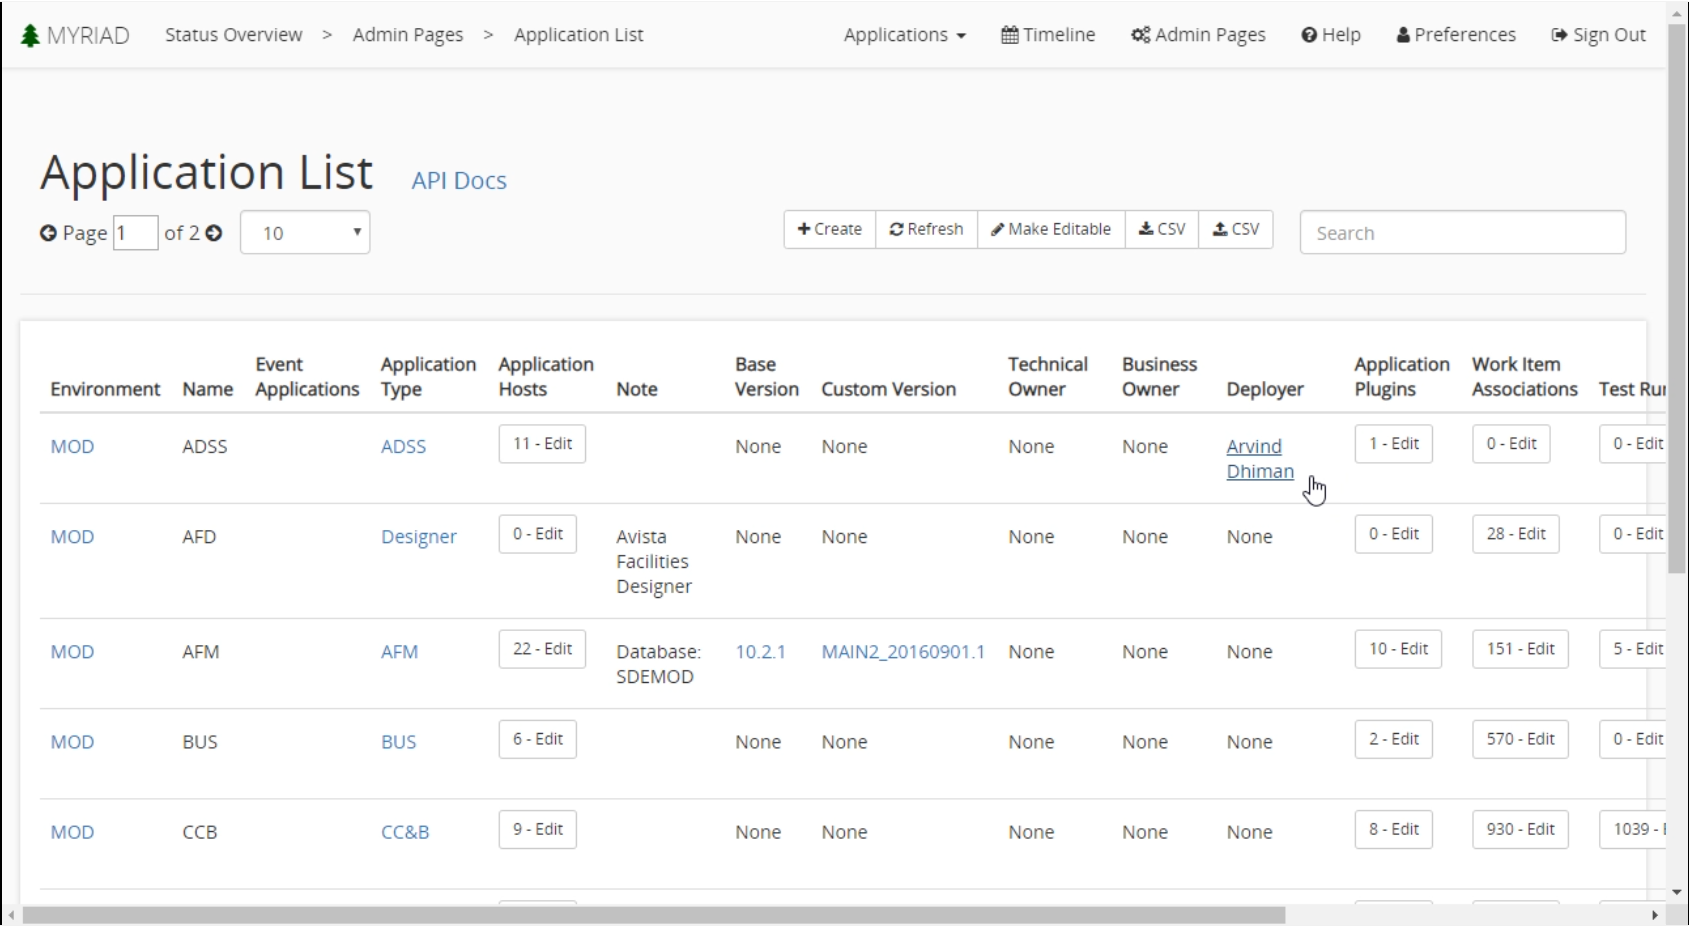 MYRIAD Status Overview > Admin Pages > Application List Applications Timeline Admin Pages Help Preferences Sign Out
Application List API Docs
Page 1 of 2 10 Create Refresh Make Editable CSV CSV Search
Environment Name Event Applications Application Type Application Hosts Note Base Version Custom Version Technical Owner Business Owner Deployer Application Plugins Work Item Associations Test Run
MOD ADSS ADSS 11 - Edit None None None None Arvind Dhiman 1 - Edit 0 - Edit 0 - Edit
MOD AFD Designer 0 - Edit Avista Facilities Designer None None None None None 0 - Edit 28 - Edit 0 - Edit
MOD AFM AFM 22 - Edit Database: SDEMOD 10.2.1 MAIN2_20160901.1 None None None 10 - Edit 151 - Edit 5 - Edit
MOD BUS BUS 6 - Edit None None None None None 2 - Edit 570 - Edit 0 - Edit
MOD CCB CC&B 9 - Edit None None None None None 8 - Edit 930 - Edit 1039 -